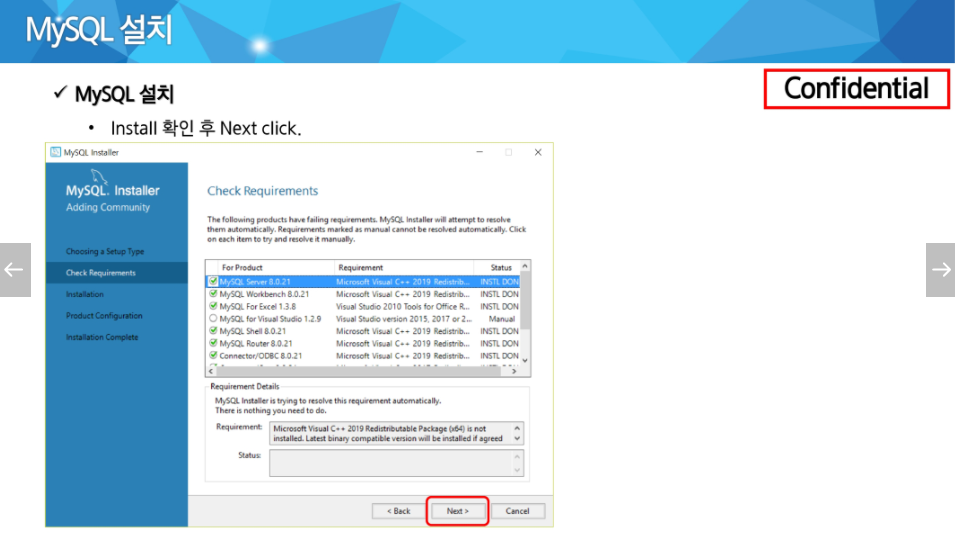 MySQL 설치
Confidential
✓ MySQL 설치
• Install 확인 후 Next click.
MySQL Installer
MySQL. Installer
Adding Community
Choosing a Setup Type
Check Requirements
Installation
Product Configuration
Installation Complete
Check Requirements
The following products have failing requirements. MySQL Installer will attempt to resolve
them automatically. Requirements marked as manual cannot be resolved automatically. Click
on each item to try and resolve it manually.
For Product Requirement Status
MySQL Server 8.0.21 Microsoft Visual C++ 2019 Redistrib... INSTL DON
MySQL Workbench 8.0.21 Microsoft Visual C++ 2019 Redistrib... INSTL DON
MySQL For Excel 1.3.8 Visual Studio 2010 Tools for Office R... INSTL DON
MySQL for Visual Studio 1.2.9 Visual Studio version 2015, 2017 or 2... Manual
MySQL Shell 8.0.21 Microsoft Visual C++ 2019 Redistrib... INSTL DON
MySQL Router 8.0.21 Microsoft Visual C++ 2019 Redistrib... INSTL DON
Connector/ODBC 8.0.21 Microsoft Visual C++ 2019 Redistrib... INSTL DON
Requirement Details
MySQL Installer is trying to resolve this requirement automatically.
There is nothing you need to do.
Requirement: Microsoft Visual C++ 2019 Redistributable Package (x64) is not
installed. Latest binary compatible version will be installed if agreed
Status:
< Back Next > Cancel